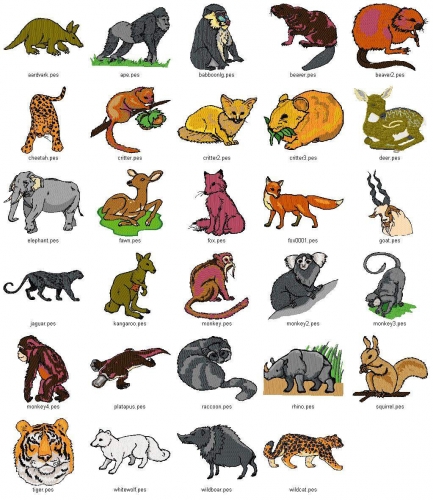 aardvark.pes ape.pes babboonlg.pes beaver.pes beaver2.pes
cheetah.pes critter.pes critter2.pes critter3.pes deer.pes
elephant.pes fawn.pes fox.pes fox0001.pes goat.pes
jaguar.pes kangaroo.pes monkey.pes monkey2.pes monkey3.pes
monkey4.pes platapus.pes raccoon.pes rhino.pes squirrel.pes
tiger.pes whitewolf.pes wildboar.pes wildcat.pes